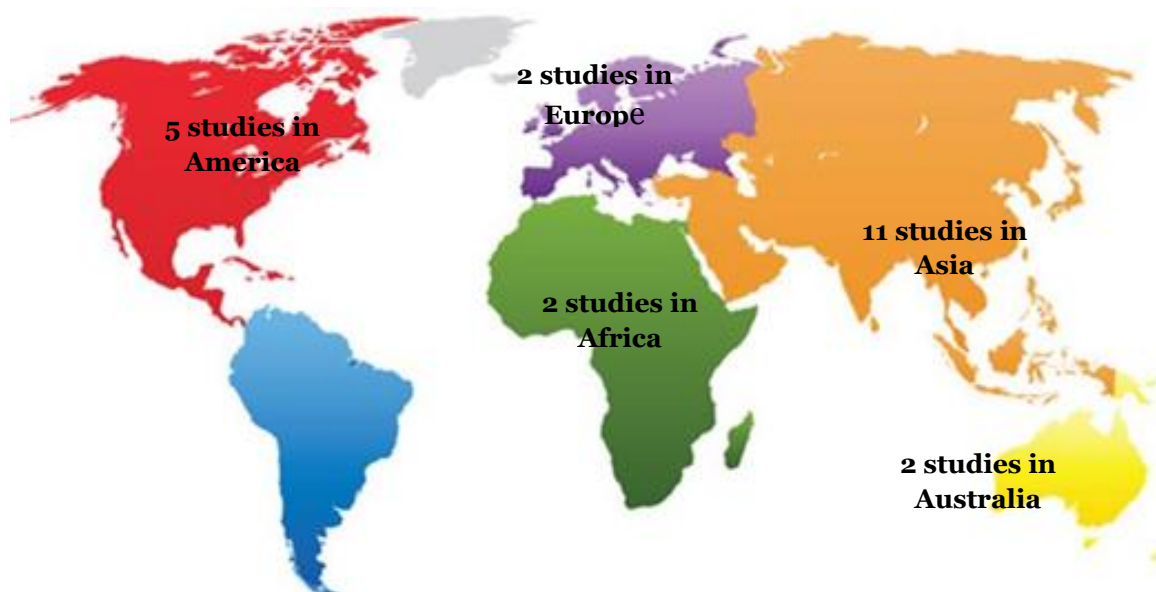 2 studies in
Europe
5 studies in
America
11 studies in
Asia
2 studies in
Africa
2 studies in
Australia